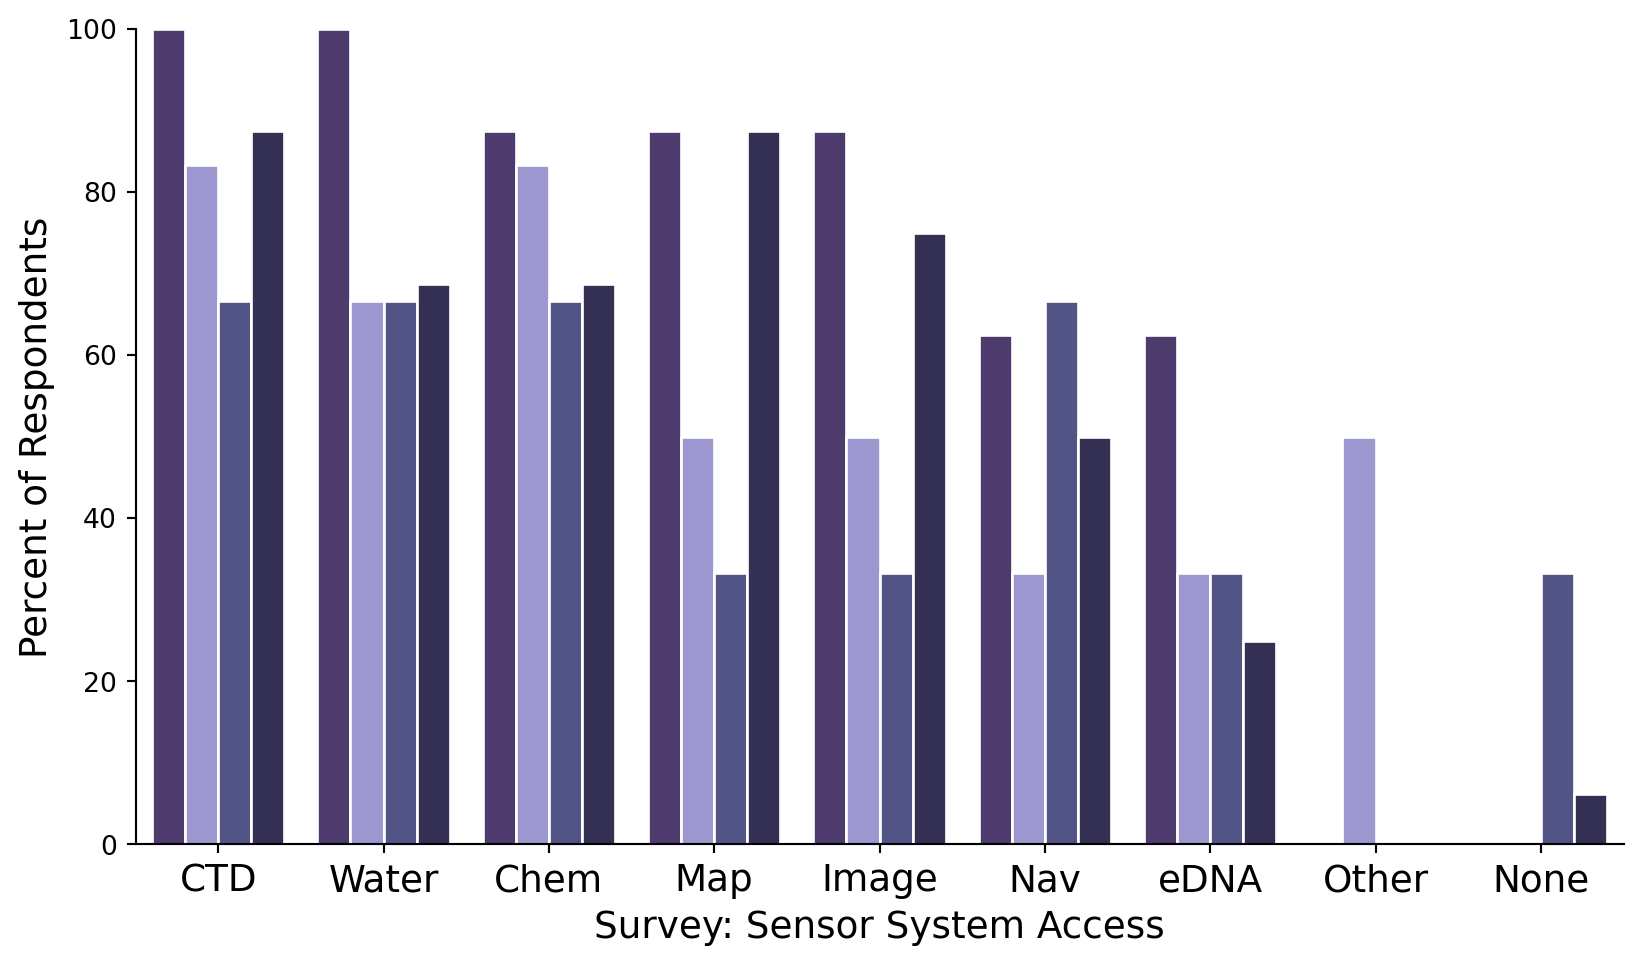 100
80
60
40
20
0
Percent of Respondents
CTD Water Chem Map Image Nav eDNA Other None
Survey: Sensor System Access